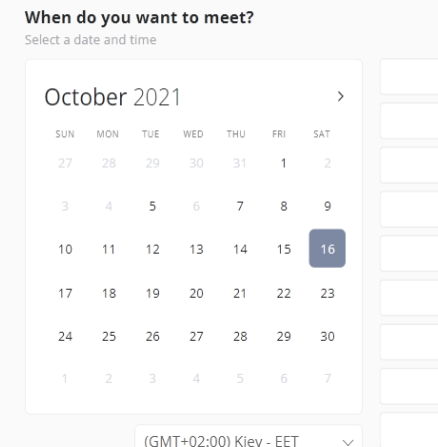 When do you want to meet?
Select a date and time
October 2021
SUN MON TUE WED THU FRI SAT
27 28 29 30 31 1 2
3 4 5 6 7 8 9
10 11 12 13 14 15 16
17 18 19 20 21 22 23
24 25 26 27 28 29 30
1 2 3 4 5 6 7
(GMT+02:00) Kiev - EET